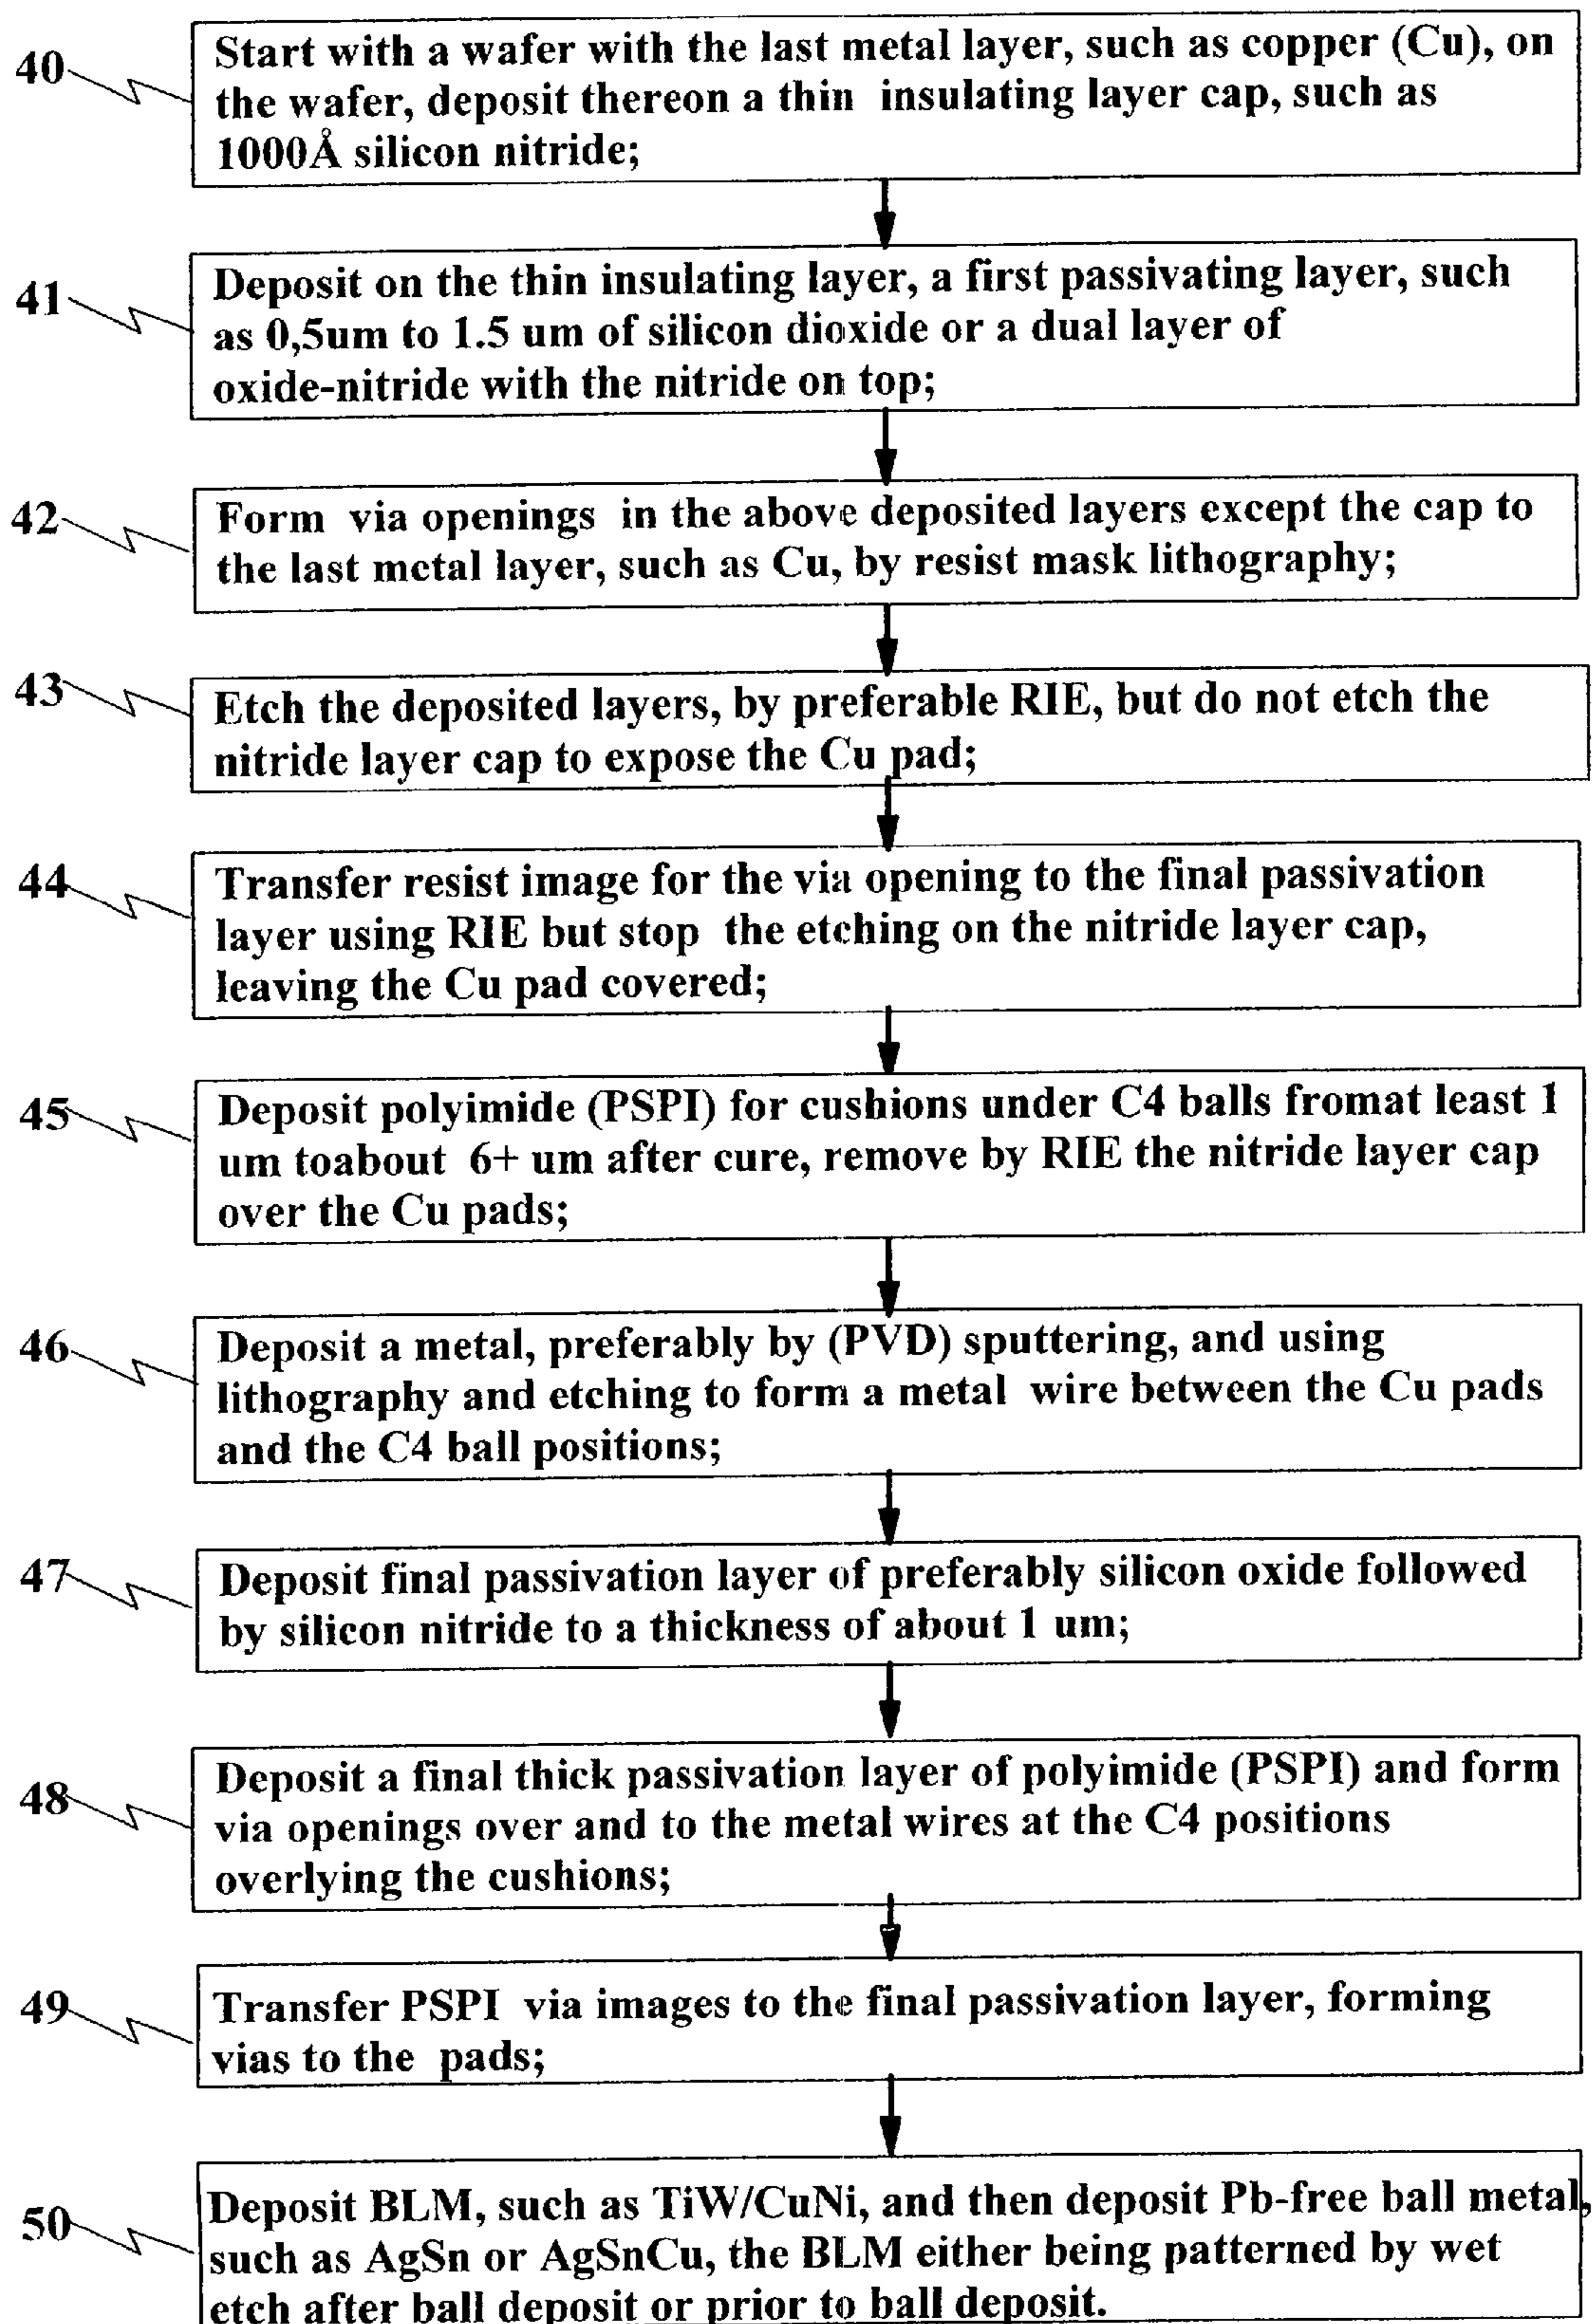 40
Start with a wafer with the last metal layer, such as copper (Cu), on
the wafer, deposit thereon a thin insulating layer cap, such as
1000Å silicon nitride;
41
Deposit on the thin insulating layer, a first passivating layer, such
as 0,5um to 1.5 um of silicon dioxide or a dual layer of
oxide-nitride with the nitride on top;
42
Form via openings in the above deposited layers except the cap to
the last metal layer, such as Cu, by resist mask lithography;
43
Etch the deposited layers, by preferable RIE, but do not etch the
nitride layer cap to expose the Cu pad;
44
Transfer resist image for the via opening to the final passivation
layer using RIE but stop the etching on the nitride layer cap,
leaving the Cu pad covered;
45
Deposit polyimide (PSPI) for cushions under C4 balls fromat least 1
um toabout 6+ um after cure, remove by RIE the nitride layer cap
over the Cu pads;
46
Deposit a metal, preferably by (PVD) sputtering, and using
lithography and etching to form a metal wire between the Cu pads
and the C4 ball positions;
47
Deposit final passivation layer of preferably silicon oxide followed
by silicon nitride to a thickness of about 1 um;
48
Deposit a final thick passivation layer of polyimide (PSPI) and form
via openings over and to the metal wires at the C4 positions
overlying the cushions;
49
Transfer PSPI via images to the final passivation layer, forming
vias to the pads;
50
Deposit BLM, such as TiW/CuNi, and then deposit Pb-free ball metal,
such as AgSn or AgSnCu, the BLM either being patterned by wet
etch after ball deposit or prior to ball deposit.